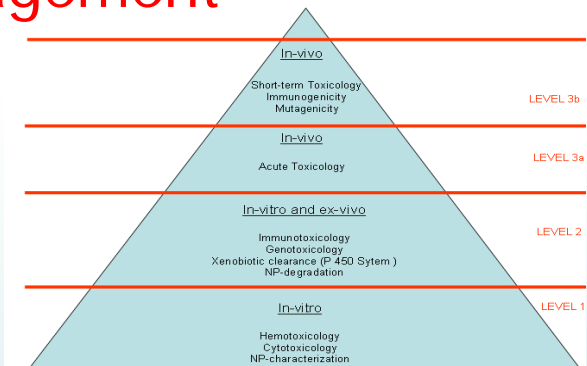 agement
In-vivo
Short-term Toxicology
Immunogenicity
Mutagenicity
LEVEL 3b
In-vivo
Acute Toxicology
LEVEL 3a
In-vitro and ex-vivo
Immunotoxicology
Genotoxicology
Xenobiotic clearance (P 450 Sytem )
NP-degradation
LEVEL 2
In-vitro
Hemotoxicology
Cytotoxicology
NP-characterization
LEVEL 1